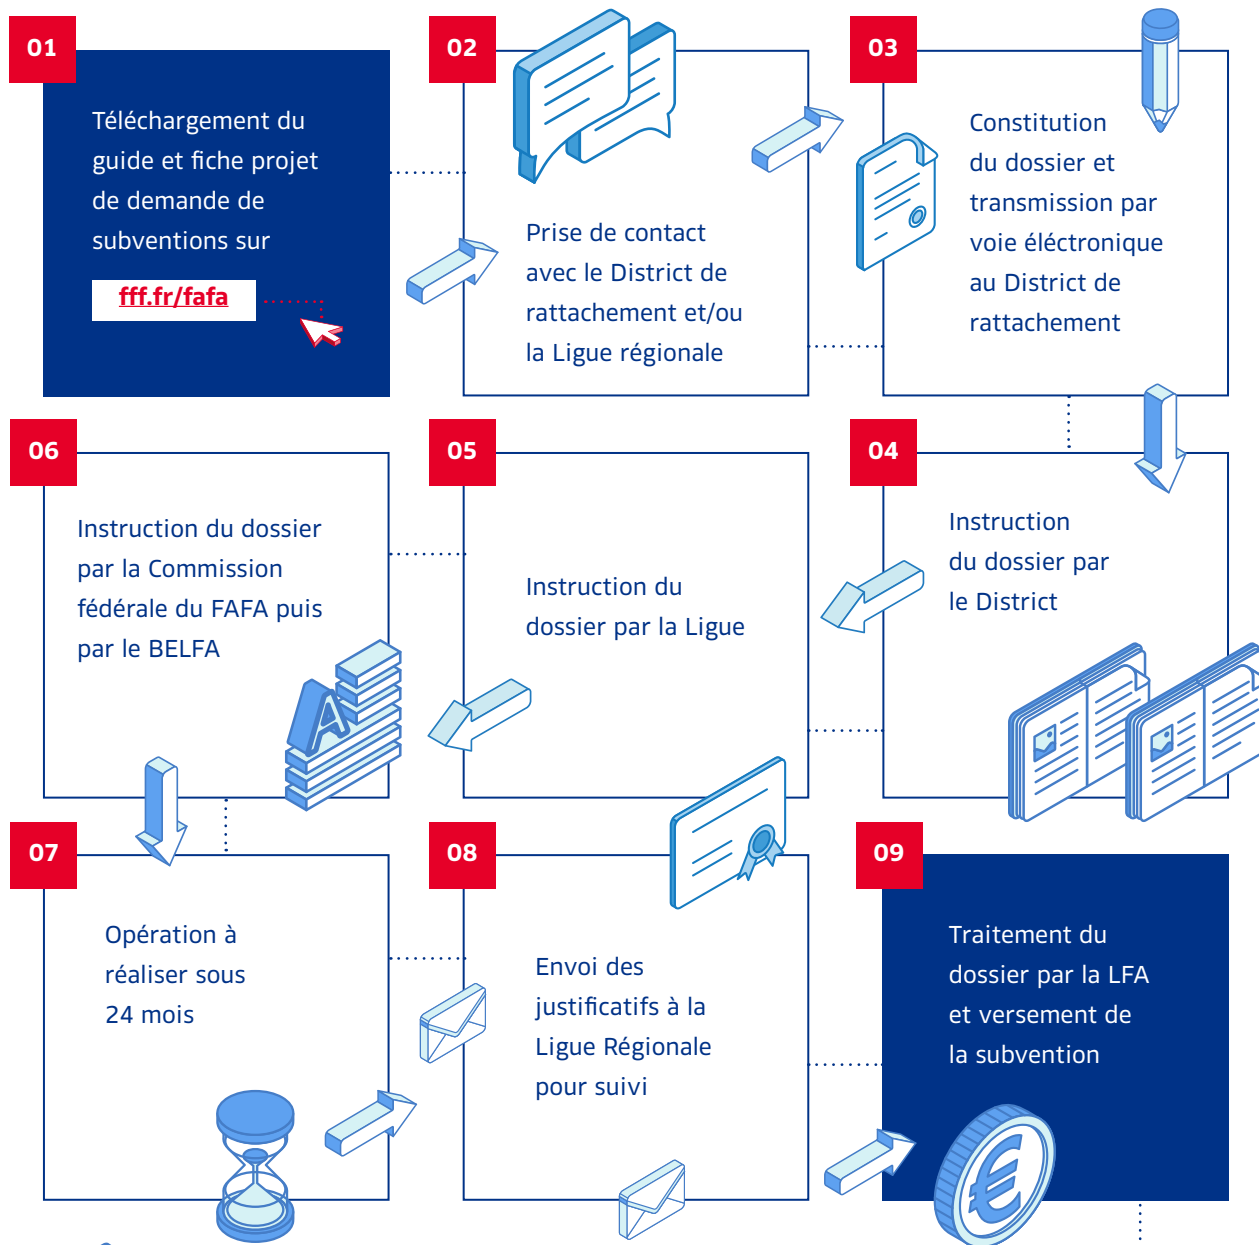 01
Téléchargement du
guide et fiche projet
de demande de
subventions sur
fff.fr/fafa
02
Prise de contact
avec le District de
rattachement et/ou
la Ligue régionale
03
Constitution
du dossier et
transmission par
voie éléctronique
au District de
rattachement
04
Instruction
du dossier par
le District
05
Instruction du
dossier par la Ligue
06
Instruction du dossier
par la Commission
fédérale du FAFA puis
par le BELFA
A
07
Opération à
réaliser sous
24 mois
08
Envoi des
justificatifs à la
Ligue Régionale
pour suivi
09
Traitement du
dossier par la LFA
et versement de
la subvention
€